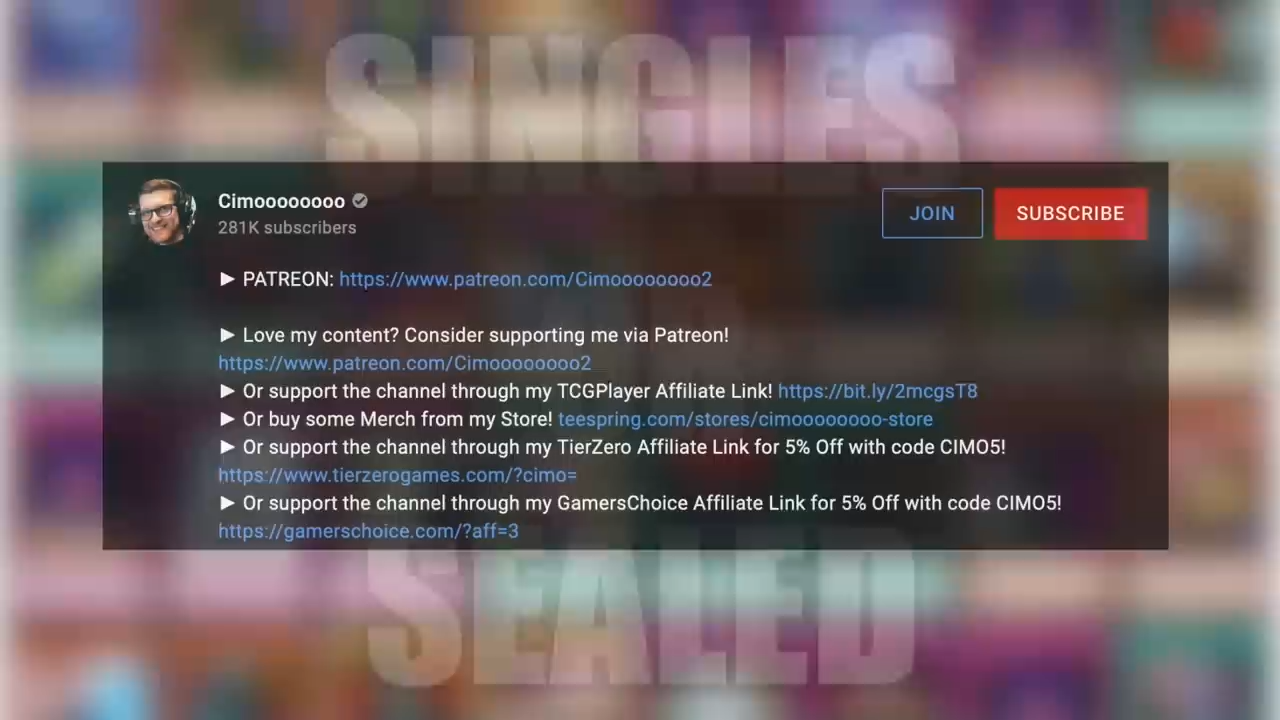 SINGLES
Cimoooooooo
281K subscribers
JOIN
SUBSCRIBE
► PATREON: https://www.patreon.com/Cimoooooooo2
► Love my content? Consider supporting me via Patreon!
https://www.patreon.com/Cimoooooooo2
► Or support the channel through my TCGPlayer Affiliate Link! https://bit.ly/2mcgsT8
► Or buy some Merch from my Store! teespring.com/stores/cimoooooooo-store
► Or support the channel through my TierZero Affiliate Link for 5% Off with code CIMO5!
https://www.tierzerogames.com/?cimo=
► Or support the channel through my GamersChoice Affiliate Link for 5% Off with code CIMO5!
https://gamerschoice.com/?aff=3
SEALED